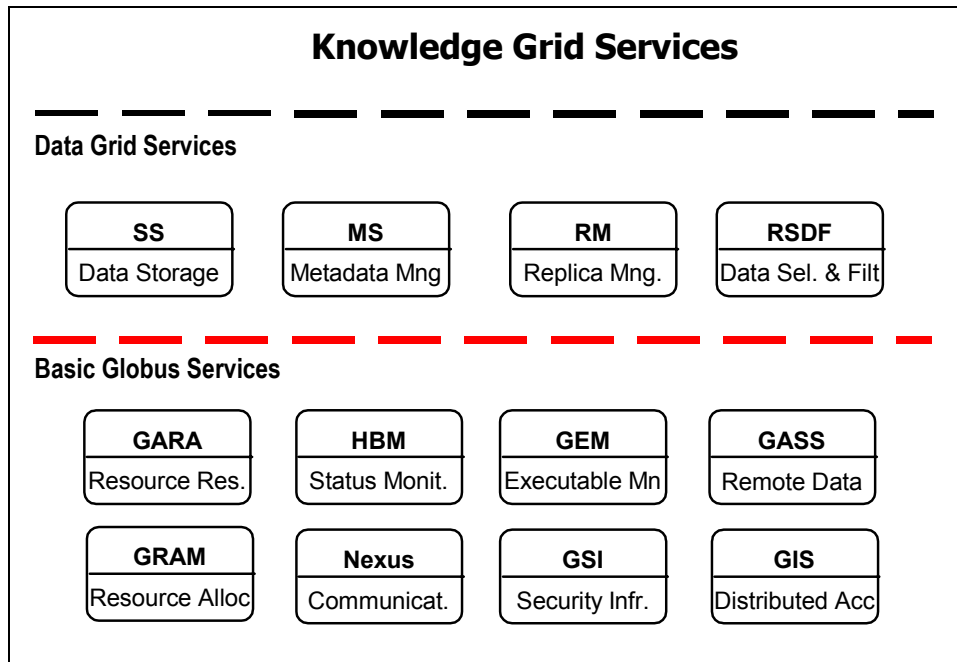 Knowledge Grid Services
Data Grid Services
SS MS RM RSDF
Data Storage Metadata Mng Replica Mng. Data Sel. & Filt
Basic Globus Services
GARA HBM GEM GASS
Resource Res. Status Monit. Executable Mn Remote Data
GRAM Nexus GSI GIS
Resource Alloc Communicat. Security Infr. Distributed Acc